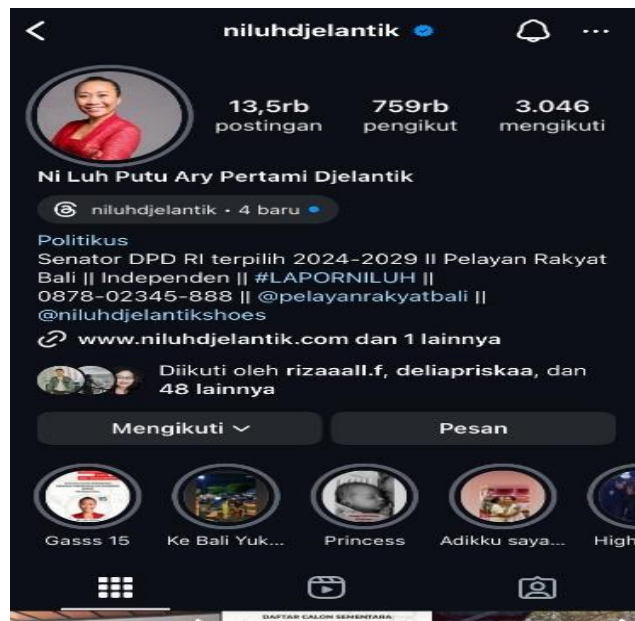 niluhdjelantik
13,5rb 759rb 3.046
postingan pengikut mengikuti
Ni Luh Putu Ary Pertami Djelantik
niluhdjelantik • 4 baru
Politikus
Senator DPD RI terpilih 2024-2029 II Pelayan Rakyat
Bali || Independen || #LAPORNILUH ||
0878-02345-888 || @pelayanrakyatbali ||
@niluhdjelantikshoes
www.niluhdjelantik.com dan 1 lainnya
Diikuti oleh rizaaall.f, deliapriskaa, dan
48 lainnya
Mengikuti Pesan
15
Gasss 15 Ke Bali Yuk... Princess Adikku saya... High
DAFTAR CALON SEMENTARA